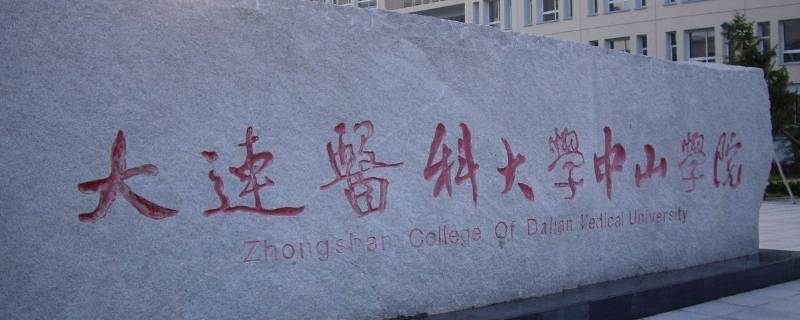 大連醫科大學中山學院
Zhongshan College Of Dalian Medical University